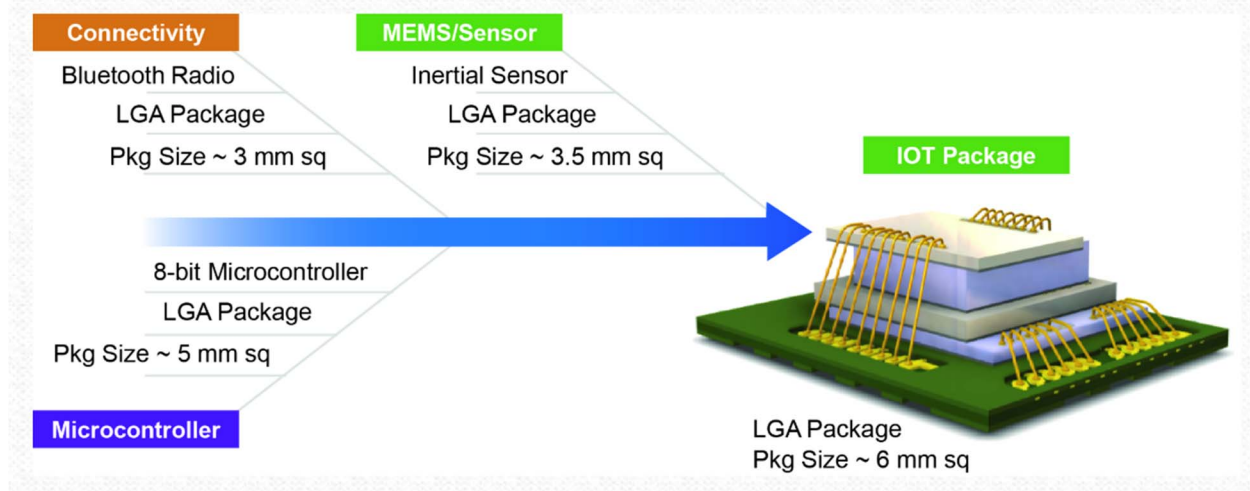 Connectivity
Bluetooth Radio
LGA Package
Pkg Size ~ 3 mm sq
MEMS/Sensor
Inertial Sensor
LGA Package
Pkg Size ~ 3.5 mm sq
8-bit Microcontroller
LGA Package
Pkg Size ~ 5 mm sq
Microcontroller
IOT Package
LGA Package
Pkg Size ~ 6 mm sq